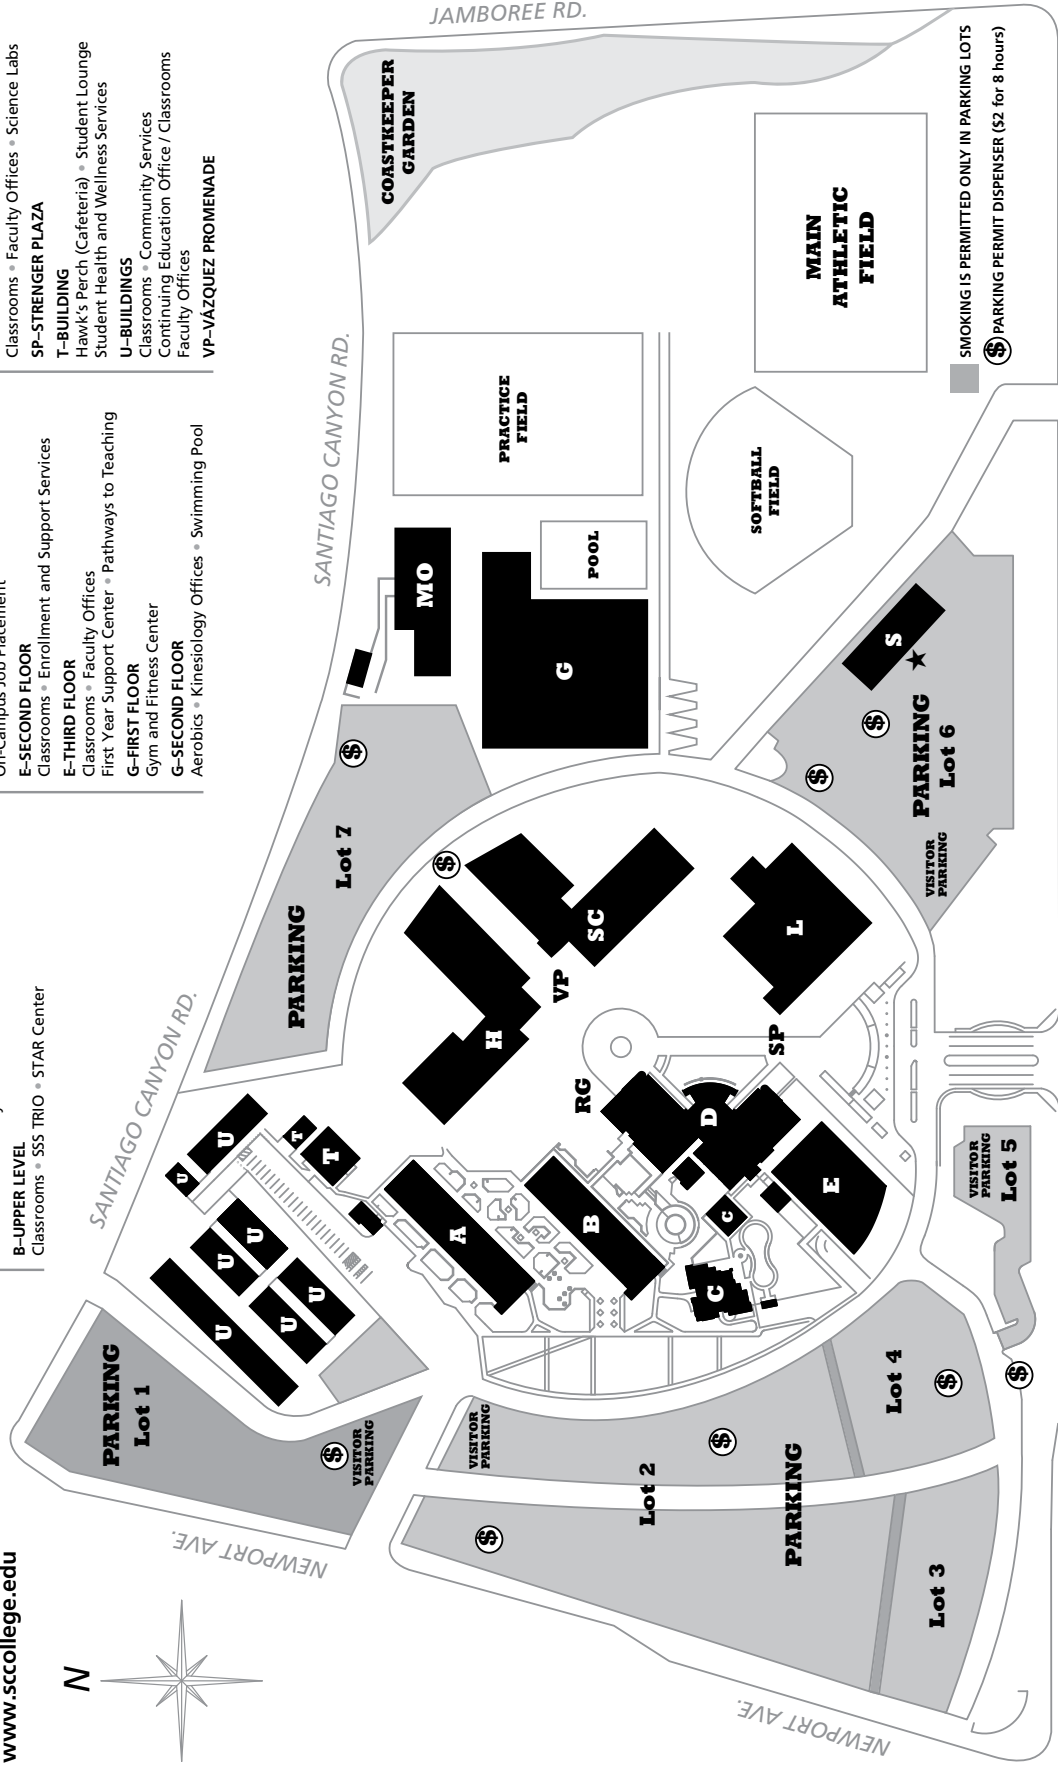 www.sccollege.edu
B–UPPER LEVEL
Classrooms • SSS TRIO • STAR Center
E–SECOND FLOOR
Classrooms • Enrollment and Support Services
E–THIRD FLOOR
Classrooms • Faculty Offices
First Year Support Center • Pathways to Teaching
G–FIRST FLOOR
Gym and Fitness Center
G–SECOND FLOOR
Aerobics • Kinesiology Offices • Swimming Pool
Classrooms • Faculty Offices • Science Labs
SP–STRENGER PLAZA
T–BUILDING
Hawk's Perch (Cafeteria) • Student Lounge
Student Health and Wellness Services
U–BUILDINGS
Classrooms • Community Services
Continuing Education Office / Classrooms
Faculty Offices
VP–VÁZQUEZ PROMENADE
N
NEWPORT AVE.
PARKING
Lot 1
$
VISITOR
PARKING
SANTIAGO CANYON RD.
U
U
U
U
U
U
U
T
T
PARKING
Lot 7
$
$
SANTIAGO CANYON RD.
JAMBOREE RD.
COASTKEEPER
GARDEN
MO
PRACTICE
FIELD
G
POOL
H
VP
SC
A
B
RG
D
SP
L
C
C
E
VISITOR
PARKING
$
Lot 2
$
PARKING
Lot 3
Lot 4
$
$
NEWPORT AVE.
VISITOR
PARKING
Lot 5
VISITOR
PARKING
PARKING
Lot 6
$
$
S
SOFTBALL
FIELD
MAIN
ATHLETIC
FIELD
SMOKING IS PERMITTED ONLY IN PARKING LOTS
$ PARKING PERMIT DISPENSER ($2 for 8 hours)